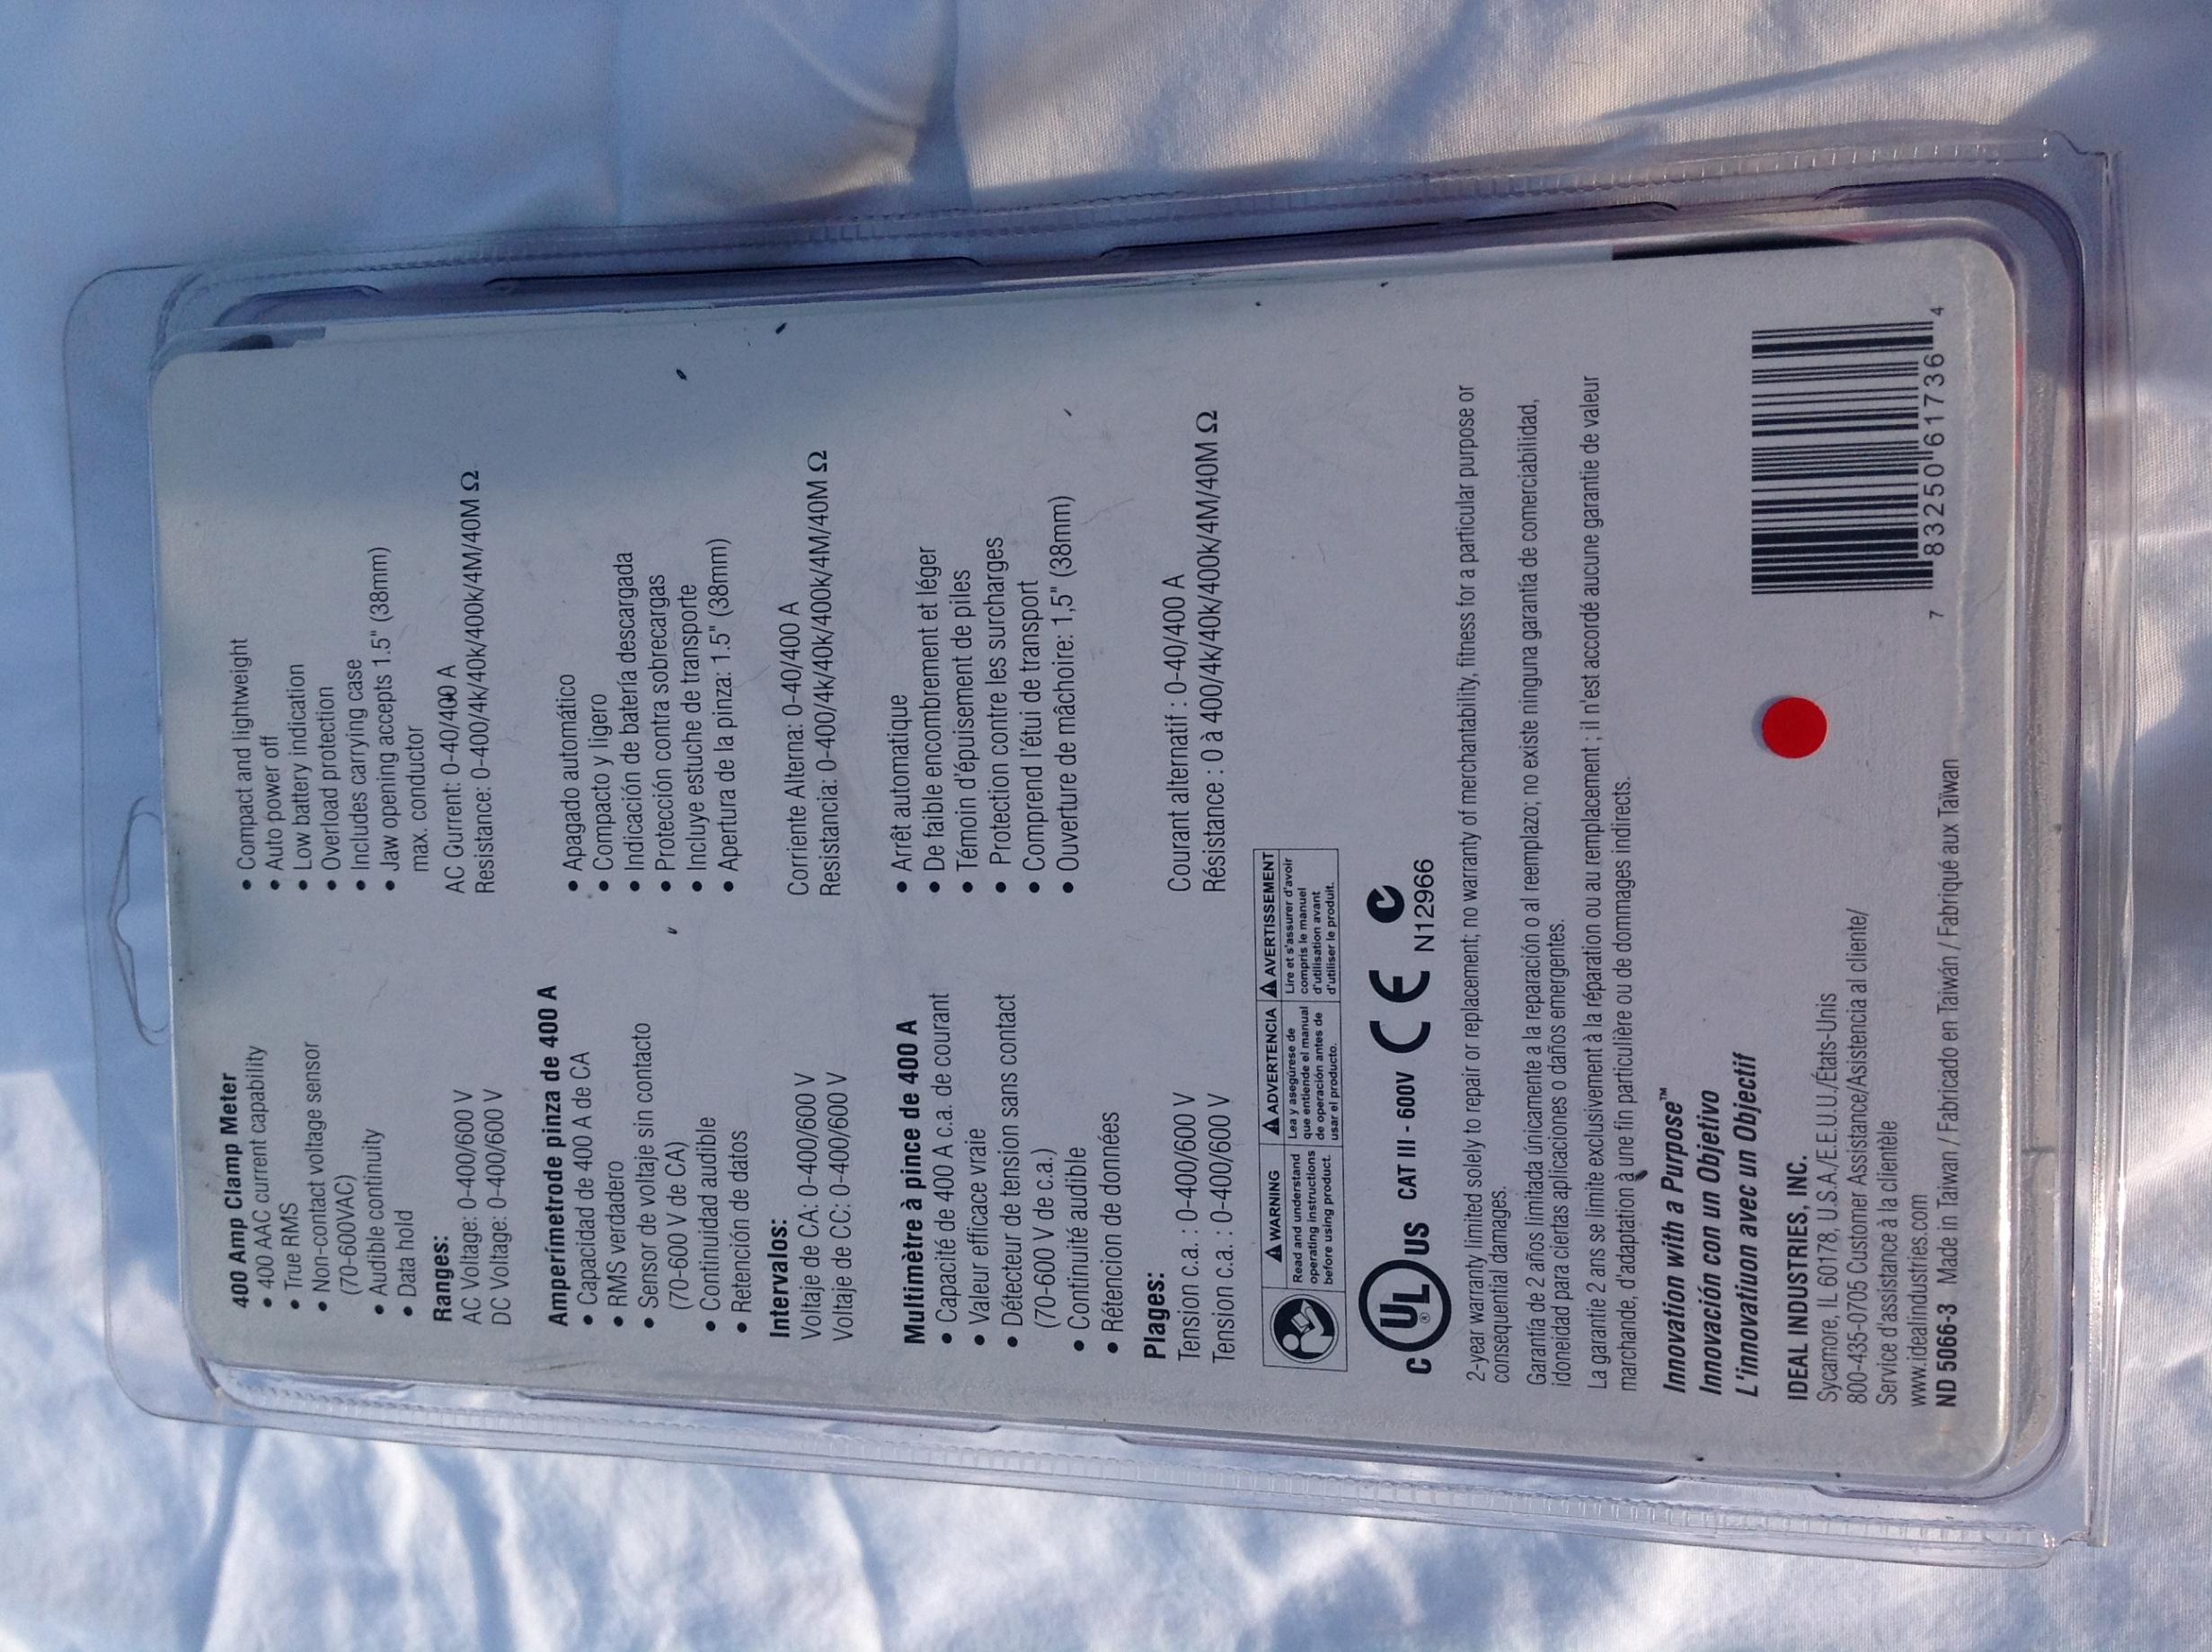 400 Amp Clamp Meter
• 400 AAC current capability
• True RMS
• Non-contact voltage sensor
(70-600VAC)
• Audible continuity
• Data hold
• Compact and lightweight
• Auto power off
• Low battery indication
• Overload protection
• Includes carrying case
• Jaw opening accepts 1.5" (38mm)
max. conductor
Ranges:
AC Voltage: 0-400/600 V
DC Voltage: 0-400/600 V
AC Current: 0-40/400 A
Resistance: 0-400/4k/40k/400k/4M/40M Ω
Amperímetrode pinza de 400 A
• Capacidad de 400 A de CA
• RMS verdadero
• Sensor de voltaje sin contacto
(70-600 V de CA)
• Continuidad audible
• Retención de datos
• Apagado automático
• Compacto y ligero
• Indicación de batería descargada
• Protección contra sobrecargas
• Incluye estuche de transporte
• Apertura de la pinza: 1.5" (38mm)
Intervalos:
Voltaje de CA: 0-400/600 V
Voltaje de CC: 0-400/600 V
Corriente Alterna: 0-40/400 A
Resistancia: 0-400/4k/40k/400k/4M/40M Ω
Multimètre à pince de 400 A
• Capacité de 400 A c.a. de courant
• Valeur efficace vraie
• Détecteur de tension sans contact
(70-600 V de c.a.)
• Continuité audible
• Rétencion de données
• Arrêt automatique
• De faible encombrement et léger
• Témoin d'épuisement de piles
• Protection contre les surcharges
• Comprend l'étui de transport
• Ouverture de mâchoire: 1,5" (38mm)
Plages:
Tension c.a. : 0-400/600 V
Tension c.a. : 0-400/600 V
Courant alternatif : 0-40/400 A
Résistance : 0 à 400/4k/40k/400k/4M/40M Ω
WARNING
Read and understand
operating instructions
before using product.
ADVERTENCIA
Lea y asegúrese de
que entiende el manual
de operación antes de
usar el producto.
AVERTISSEMENT
Lire et s'assurer d'avoir
compris le manuel
d'utilisation avant
d'utiliser le produit.
C UL® US CAT III - 600V CE
N12966
2-year warranty limited solely to repair or replacement; no warranty of merchantability, fitness for a particular purpose or
consequential damages.
Garantía de 2 años limitada únicamente a la reparación o al reemplazo; no existe ninguna garantía de comerciabilidad,
idoneidad para ciertas aplicaciones o daños emergentes.
La garantie 2 ans se limite exclusivement à la réparation ou au remplacement ; il n'est accordé aucune garantie de valeur
marchande, d'adaptation à une fin particulière ou de dommages indirects.
Innovation with a Purpose™
Innovación con un Objetivo
L'innovatiuon avec un Objectif
IDEAL INDUSTRIES, INC.
Sycamore, IL 60178, U.S.A./E.E.U.U./États-Unis
800-435-0705 Customer Assistance/Asistencia al cliente/
Service d'assistance à la clientèle
www.idealindustries.com
ND 5066-3 Made in Taiwan / Fabricado en Taiwán / Fabriqué aux Taïwan
7 83250 61736 4